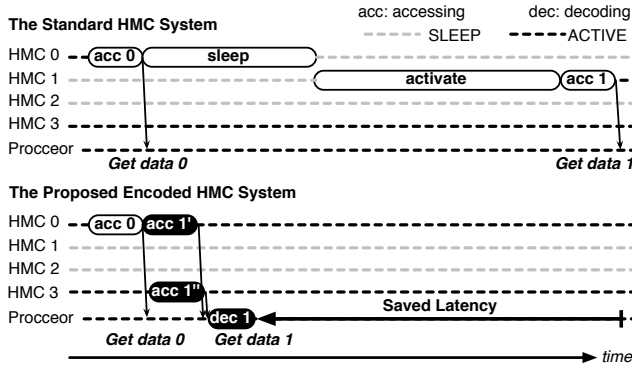 acc: accessing dec: decoding
The Standard HMC System
SLEEP ACTIVE
HMC 0 acc 0 sleep
HMC 1 activate acc 1
HMC 2
HMC 3
Procceor
Get data 0 Get data 1
The Proposed Encoded HMC System
HMC 0 acc 0 acc 1'
HMC 1
HMC 2
HMC 3 acc 1"
Saved Latency
Procceor dec 1
Get data 0 Get data 1
time